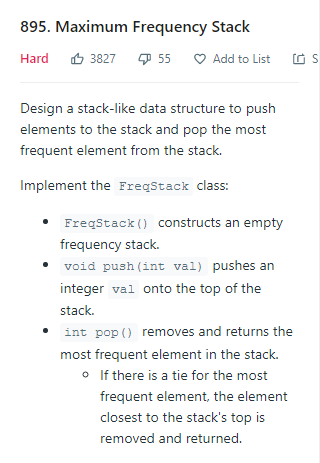 895. Maximum Frequency Stack
Hard 3827 55 Add to List S
Design a stack-like data structure to push
elements to the stack and pop the most
frequent element from the stack.
Implement the FreqStack class:
FreqStack() constructs an empty
frequency stack.
void push(int val) pushes an
integer val onto the top of the
stack.
int pop() removes and returns the
most frequent element in the stack.
If there is a tie for the most
frequent element, the element
closest to the stack's top is
removed and returned.